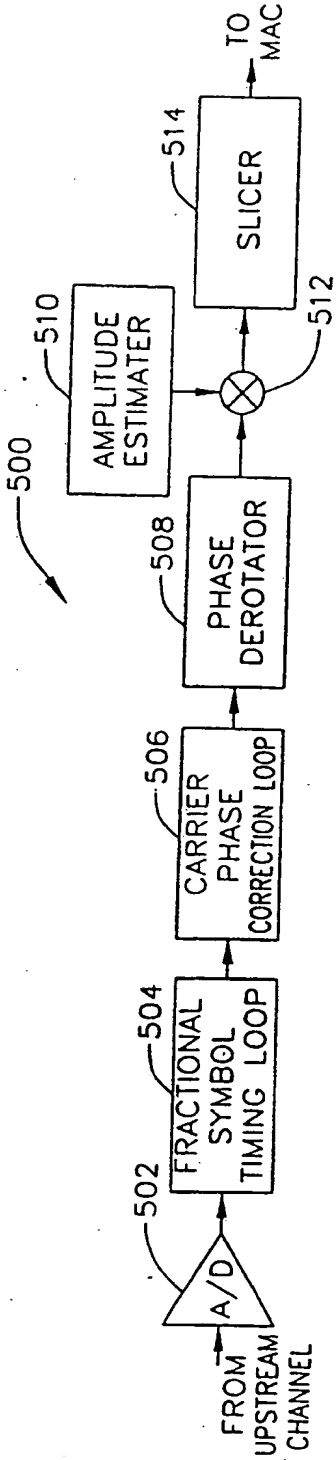 500
FROM
UPSTREAM
CHANNEL
502
A/D
504
FRACTIONAL
SYMBOL
TIMING LOOP
506
CARRIER
PHASE
CORRECTION LOOP
508
PHASE
DEROTATOR
510
AMPLITUDE
ESTIMATER
512
514
SLICER
TO
MAC